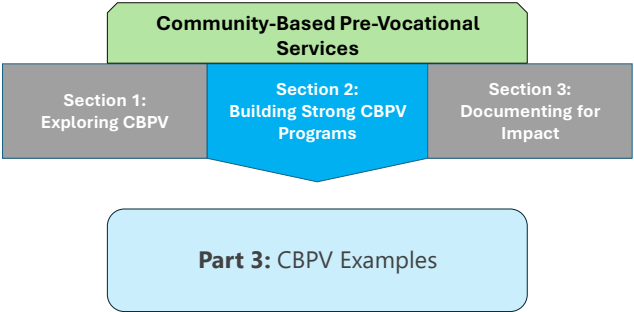 Community-Based Pre-Vocational
Services
Section 1:
Exploring CBPV
Section 2:
Building Strong CBPV
Programs
Section 3:
Documenting for
Impact
Part 3: CBPV Examples